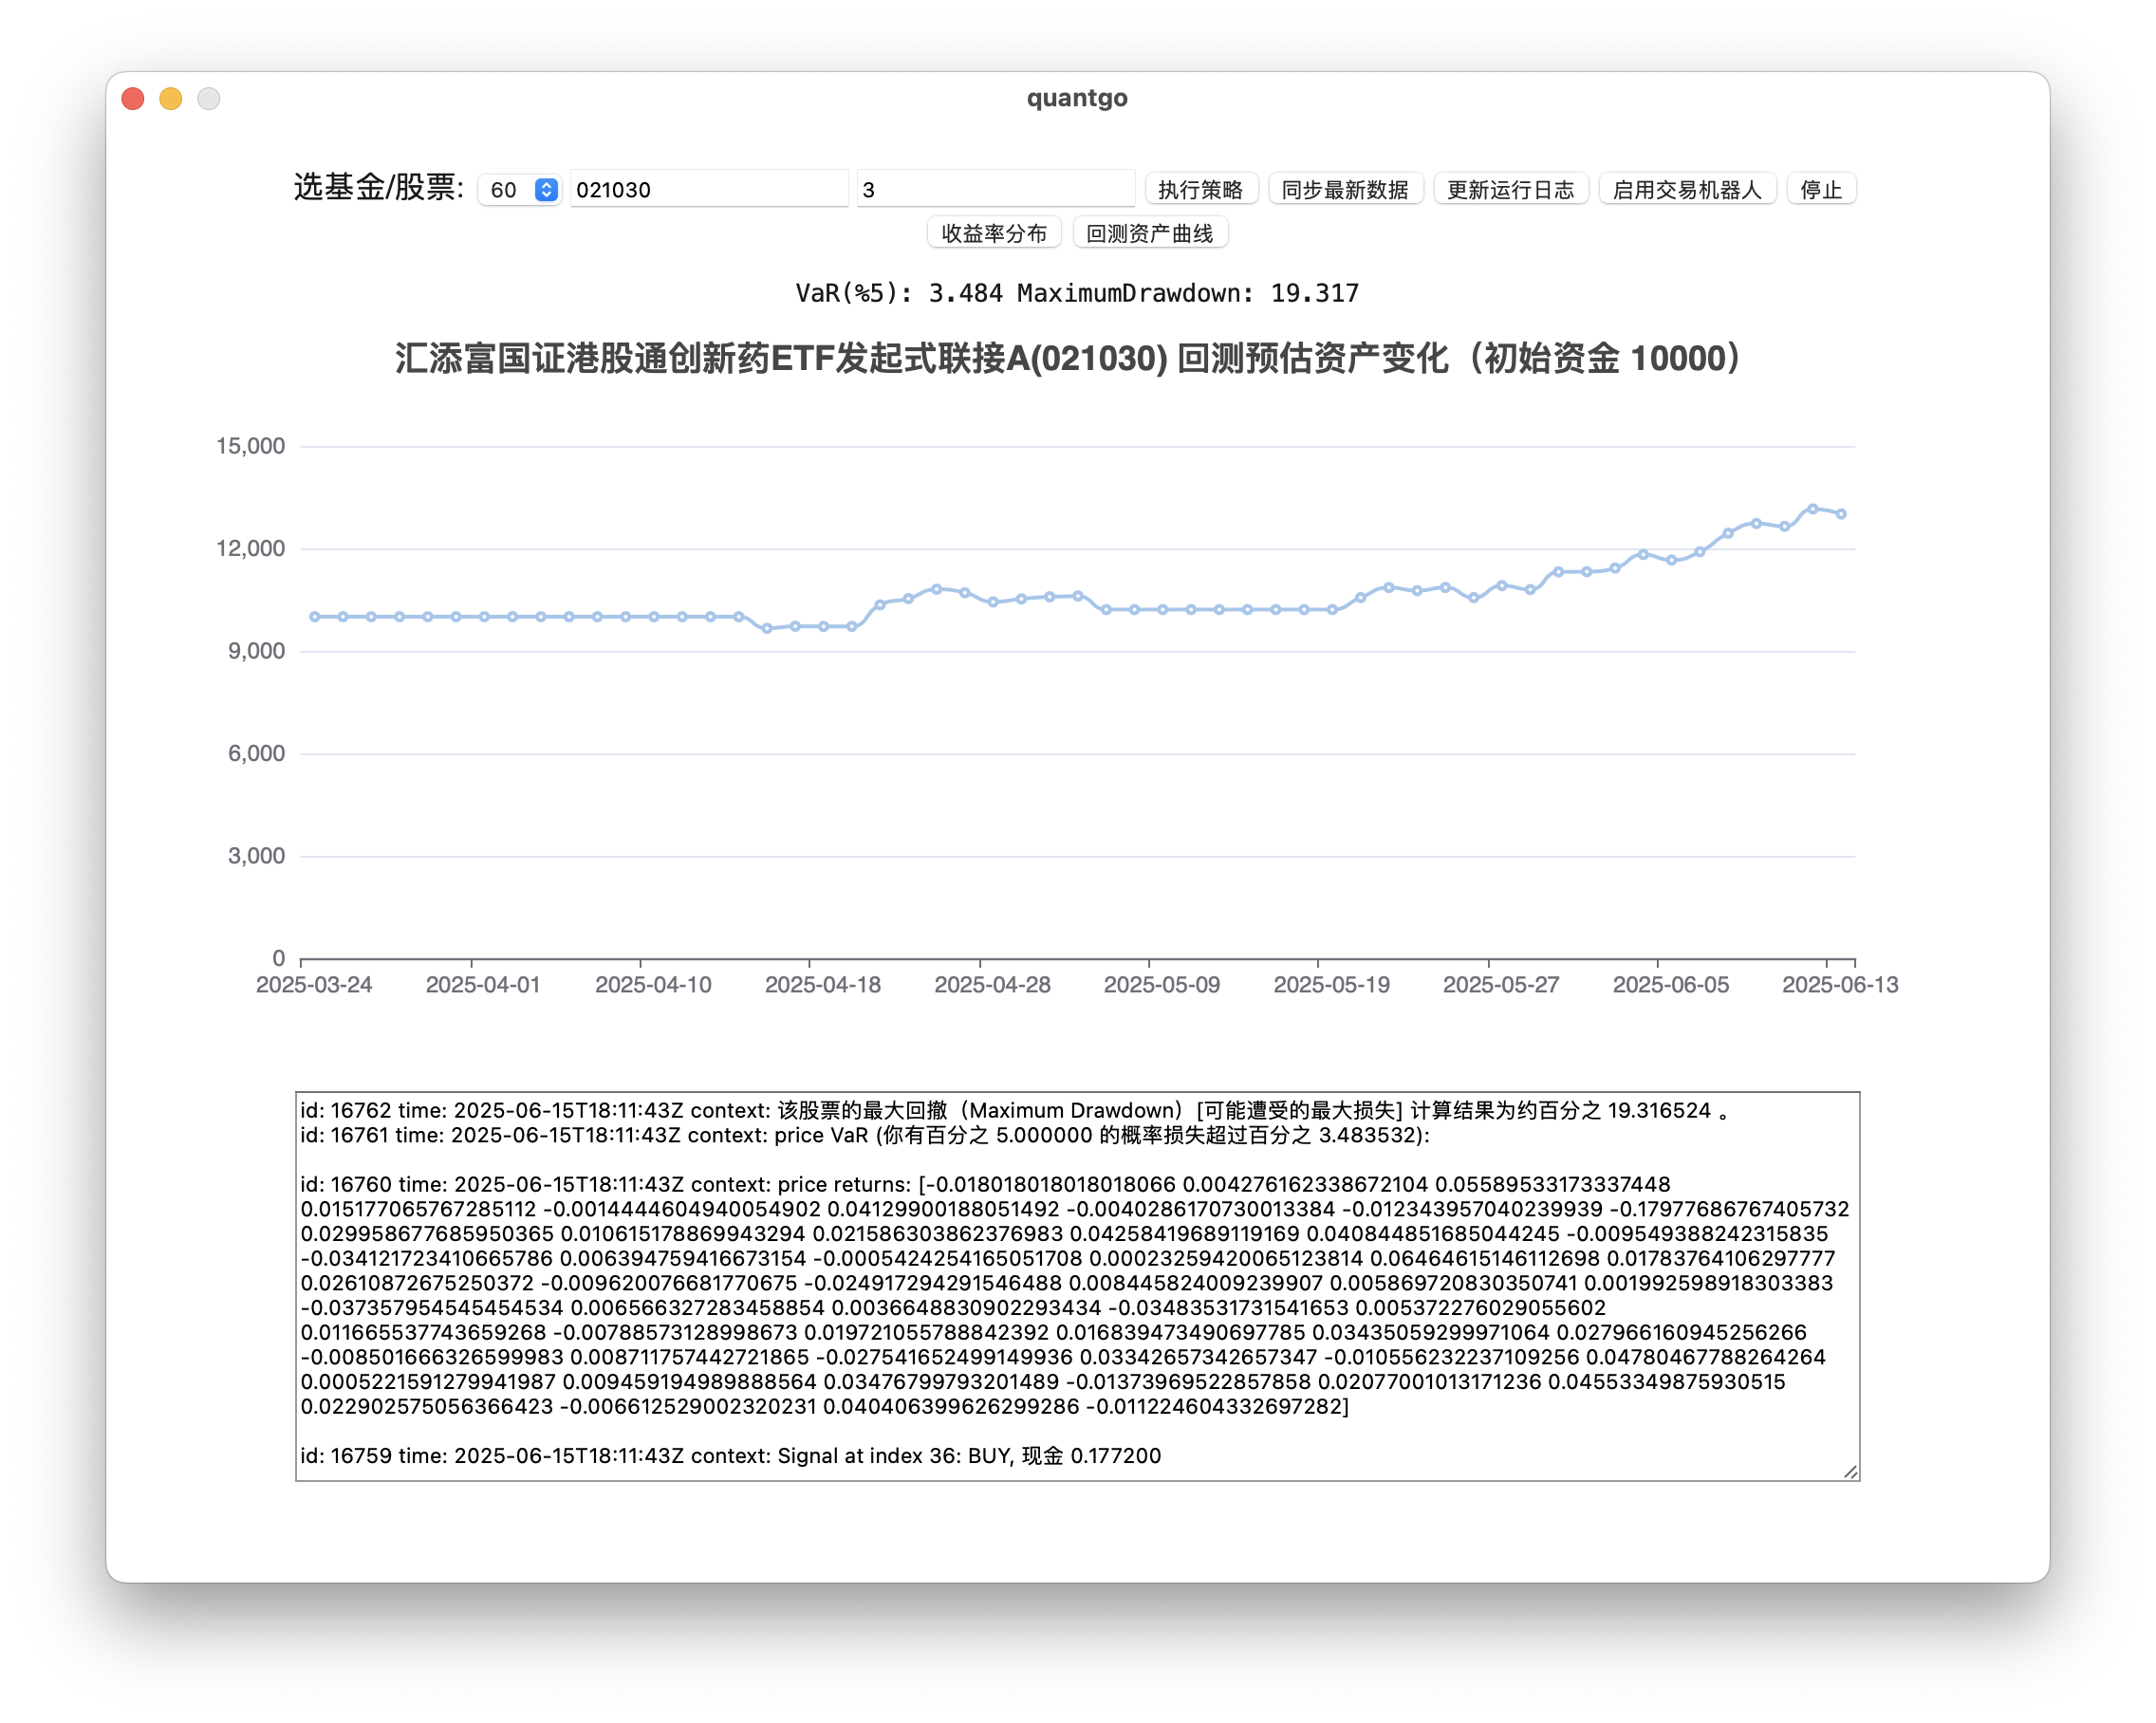 quantgo
选基金/股票: 60 021030 3 执行策略 同步最新数据 更新运行日志 启用交易机器人 停止
收益率分布 回测资产曲线
VaR(%5): 3.484 MaximumDrawdown: 19.317
汇添富国证港股通创新药ETF发起式联接A(021030) 回测预估资产变化（初始资金 10000）
15,000
12,000
9,000
6,000
3,000
0
2025-03-24 2025-04-01 2025-04-10 2025-04-18 2025-04-28 2025-05-09 2025-05-19 2025-05-27 2025-06-05 2025-06-13
id: 16762 time: 2025-06-15T18:11:43Z context: 该股票的最大回撤（Maximum Drawdown）[可能遭受的最大损失] 计算结果为约百分之 19.316524 。
id: 16761 time: 2025-06-15T18:11:43Z context: price VaR (你有百分之 5.000000 的概率损失超过百分之 3.483532):
id: 16760 time: 2025-06-15T18:11:43Z context: price returns: [-0.018018018018018066 0.004276162338672104 0.05589533173337448
0.015177065767285112 -0.0014444604940054902 0.04129900188051492 -0.0040286170730013384 -0.012343957040239939 -0.17977686767405732
0.029958677685950365 0.010615178869943294 0.021586303862376983 0.04258419689119169 0.040844851685044245 -0.009549388242315835
-0.034121723410665786 0.006394759416673154 -0.0005424254165051708 0.00023259420065123814 0.06464615146112698 0.01783764106297777
0.02610872675250372 -0.009620076681770675 -0.024917294291546488 0.008445824009239907 0.005869720830350741 0.001992598918303383
-0.037357954545454534 0.006566327283458854 0.0036648830902293434 -0.03483531731541653 0.005372276029055602
0.011665537743659268 -0.00788573128998673 0.019721055788842392 0.016839473490697785 0.03435059299971064 0.027966160945256266
-0.008501666326599983 0.008711757442721865 -0.027541652499149936 0.03342657342657347 -0.010556232237109256 0.04780467788264264
0.0005221591279941987 0.009459194989888564 0.03476799793201489 -0.01373969522857858 0.02077001013171236 0.04553349875930515
0.022902575056366423 -0.006612529002320231 0.040406399626299286 -0.011224604332697282]
id: 16759 time: 2025-06-15T18:11:43Z context: Signal at index 36: BUY, 现金 0.177200